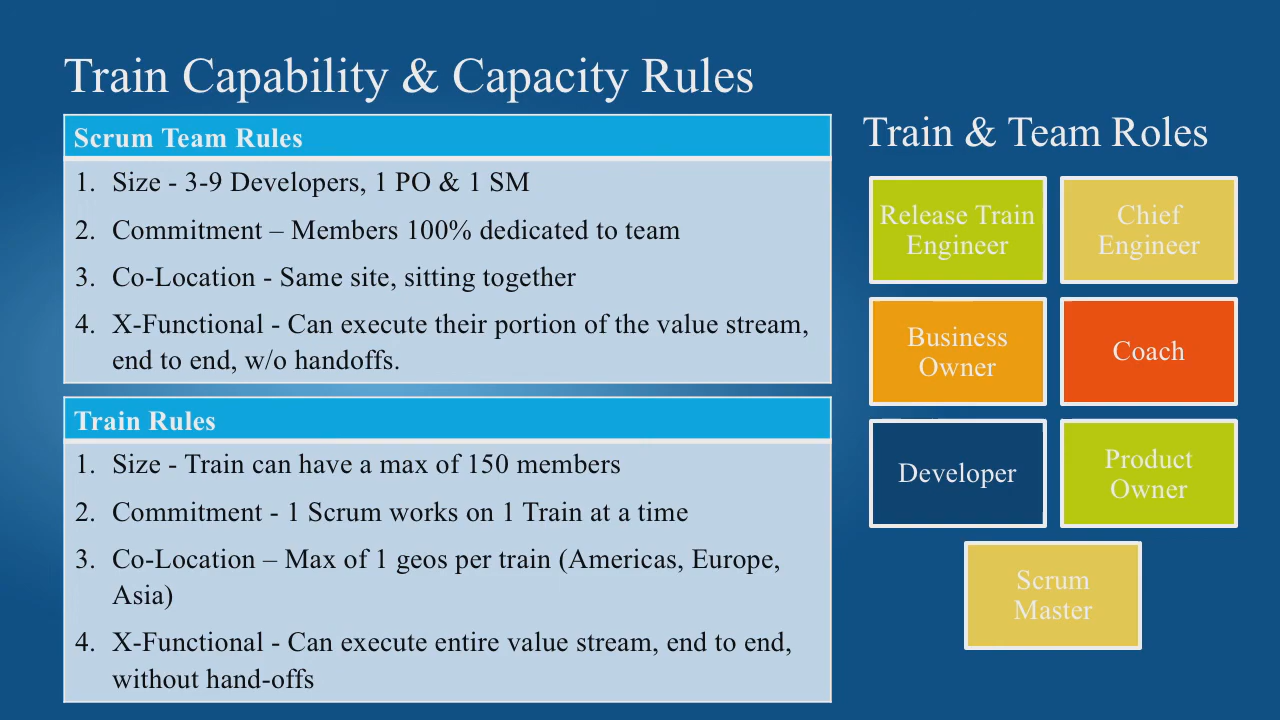 Train Capability & Capacity Rules
Scrum Team Rules
1. Size - 3-9 Developers, 1 PO & 1 SM
2. Commitment – Members 100% dedicated to team
3. Co-Location - Same site, sitting together
4. X-Functional - Can execute their portion of the value stream,
end to end, w/o handoffs.
Train Rules
1. Size - Train can have a max of 150 members
2. Commitment - 1 Scrum works on 1 Train at a time
3. Co-Location – Max of 1 geos per train (Americas, Europe,
Asia)
4. X-Functional - Can execute entire value stream, end to end,
without hand-offs
Train & Team Roles
Release Train
Engineer
Chief
Engineer
Business
Owner
Coach
Developer
Product
Owner
Scrum
Master